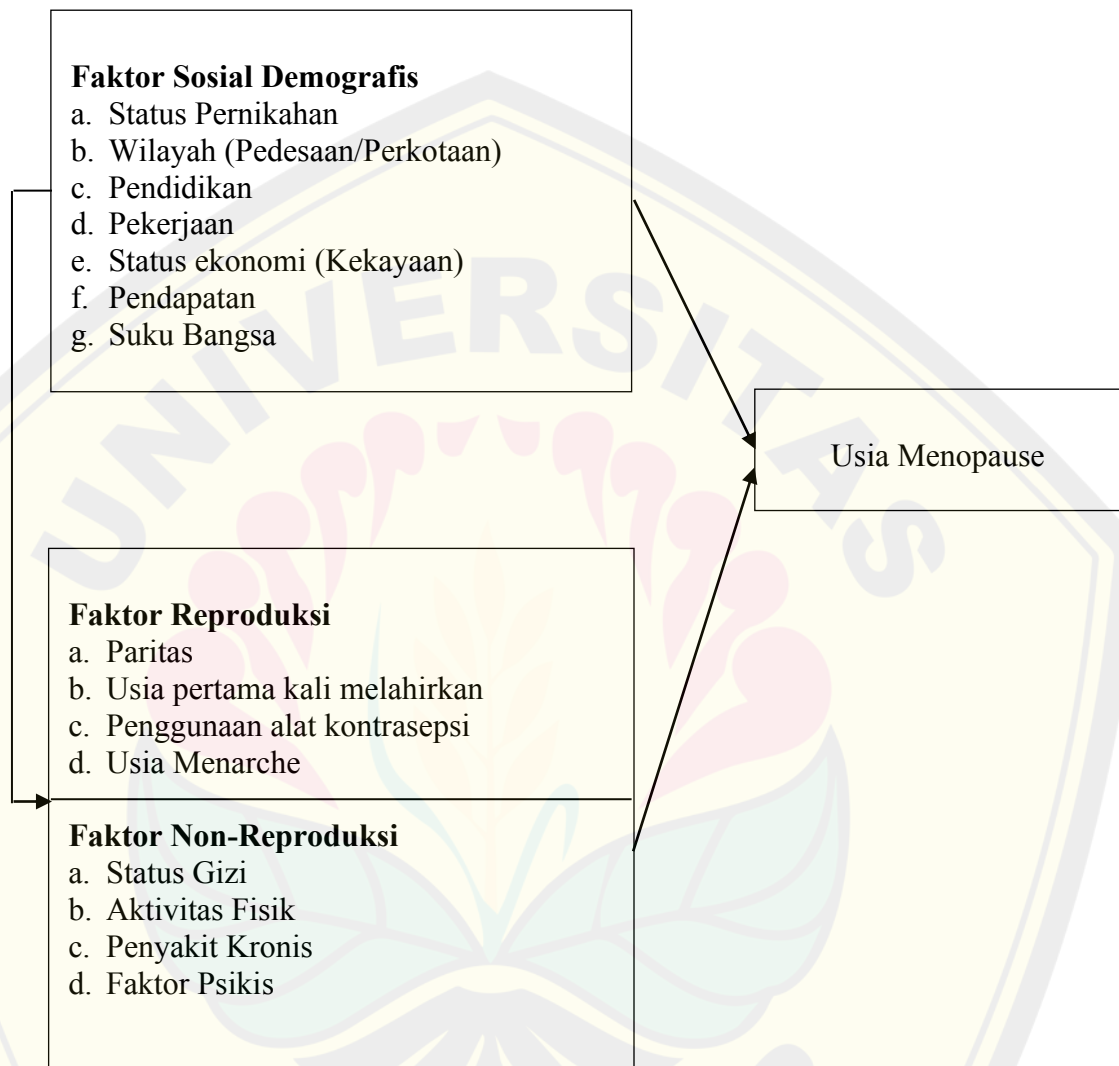 Faktor Sosial Demografis
a. Status Pernikahan
b. Wilayah (Pedesaan/Perkotaan)
c. Pendidikan
d. Pekerjaan
e. Status ekonomi (Kekayaan)
f. Pendapatan
g. Suku Bangsa
Usia Menopause
Faktor Reproduksi
a. Paritas
b. Usia pertama kali melahirkan
c. Penggunaan alat kontrasepsi
d. Usia Menarche
Faktor Non-Reproduksi
a. Status Gizi
b. Aktivitas Fisik
c. Penyakit Kronis
d. Faktor Psikis
UNIVERSITAS